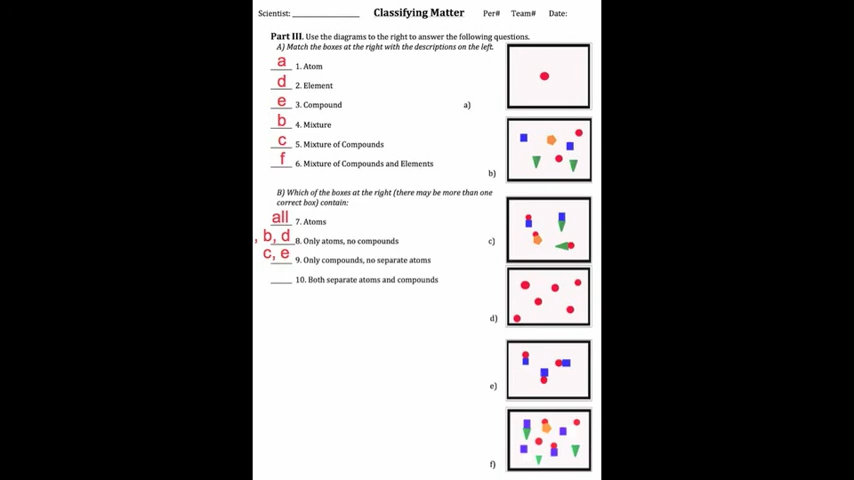 Scientist: ____________ Classifying Matter Per# Team# Date:
Part III. Use the diagrams to the right to answer the following questions.
A) Match the boxes at the right with the descriptions on the left.
a 1. Atom
d 2. Element
e 3. Compound
a)
b 4. Mixture
c 5. Mixture of Compounds
f 6. Mixture of Compounds and Elements
b)
B) Which of the boxes at the right (there may be more than one
correct box) contain:
all 7. Atoms
, b, d 8. Only atoms, no compounds
c)
c, e 9. Only compounds, no separate atoms
____ 10. Both separate atoms and compounds
d)
e)
f)